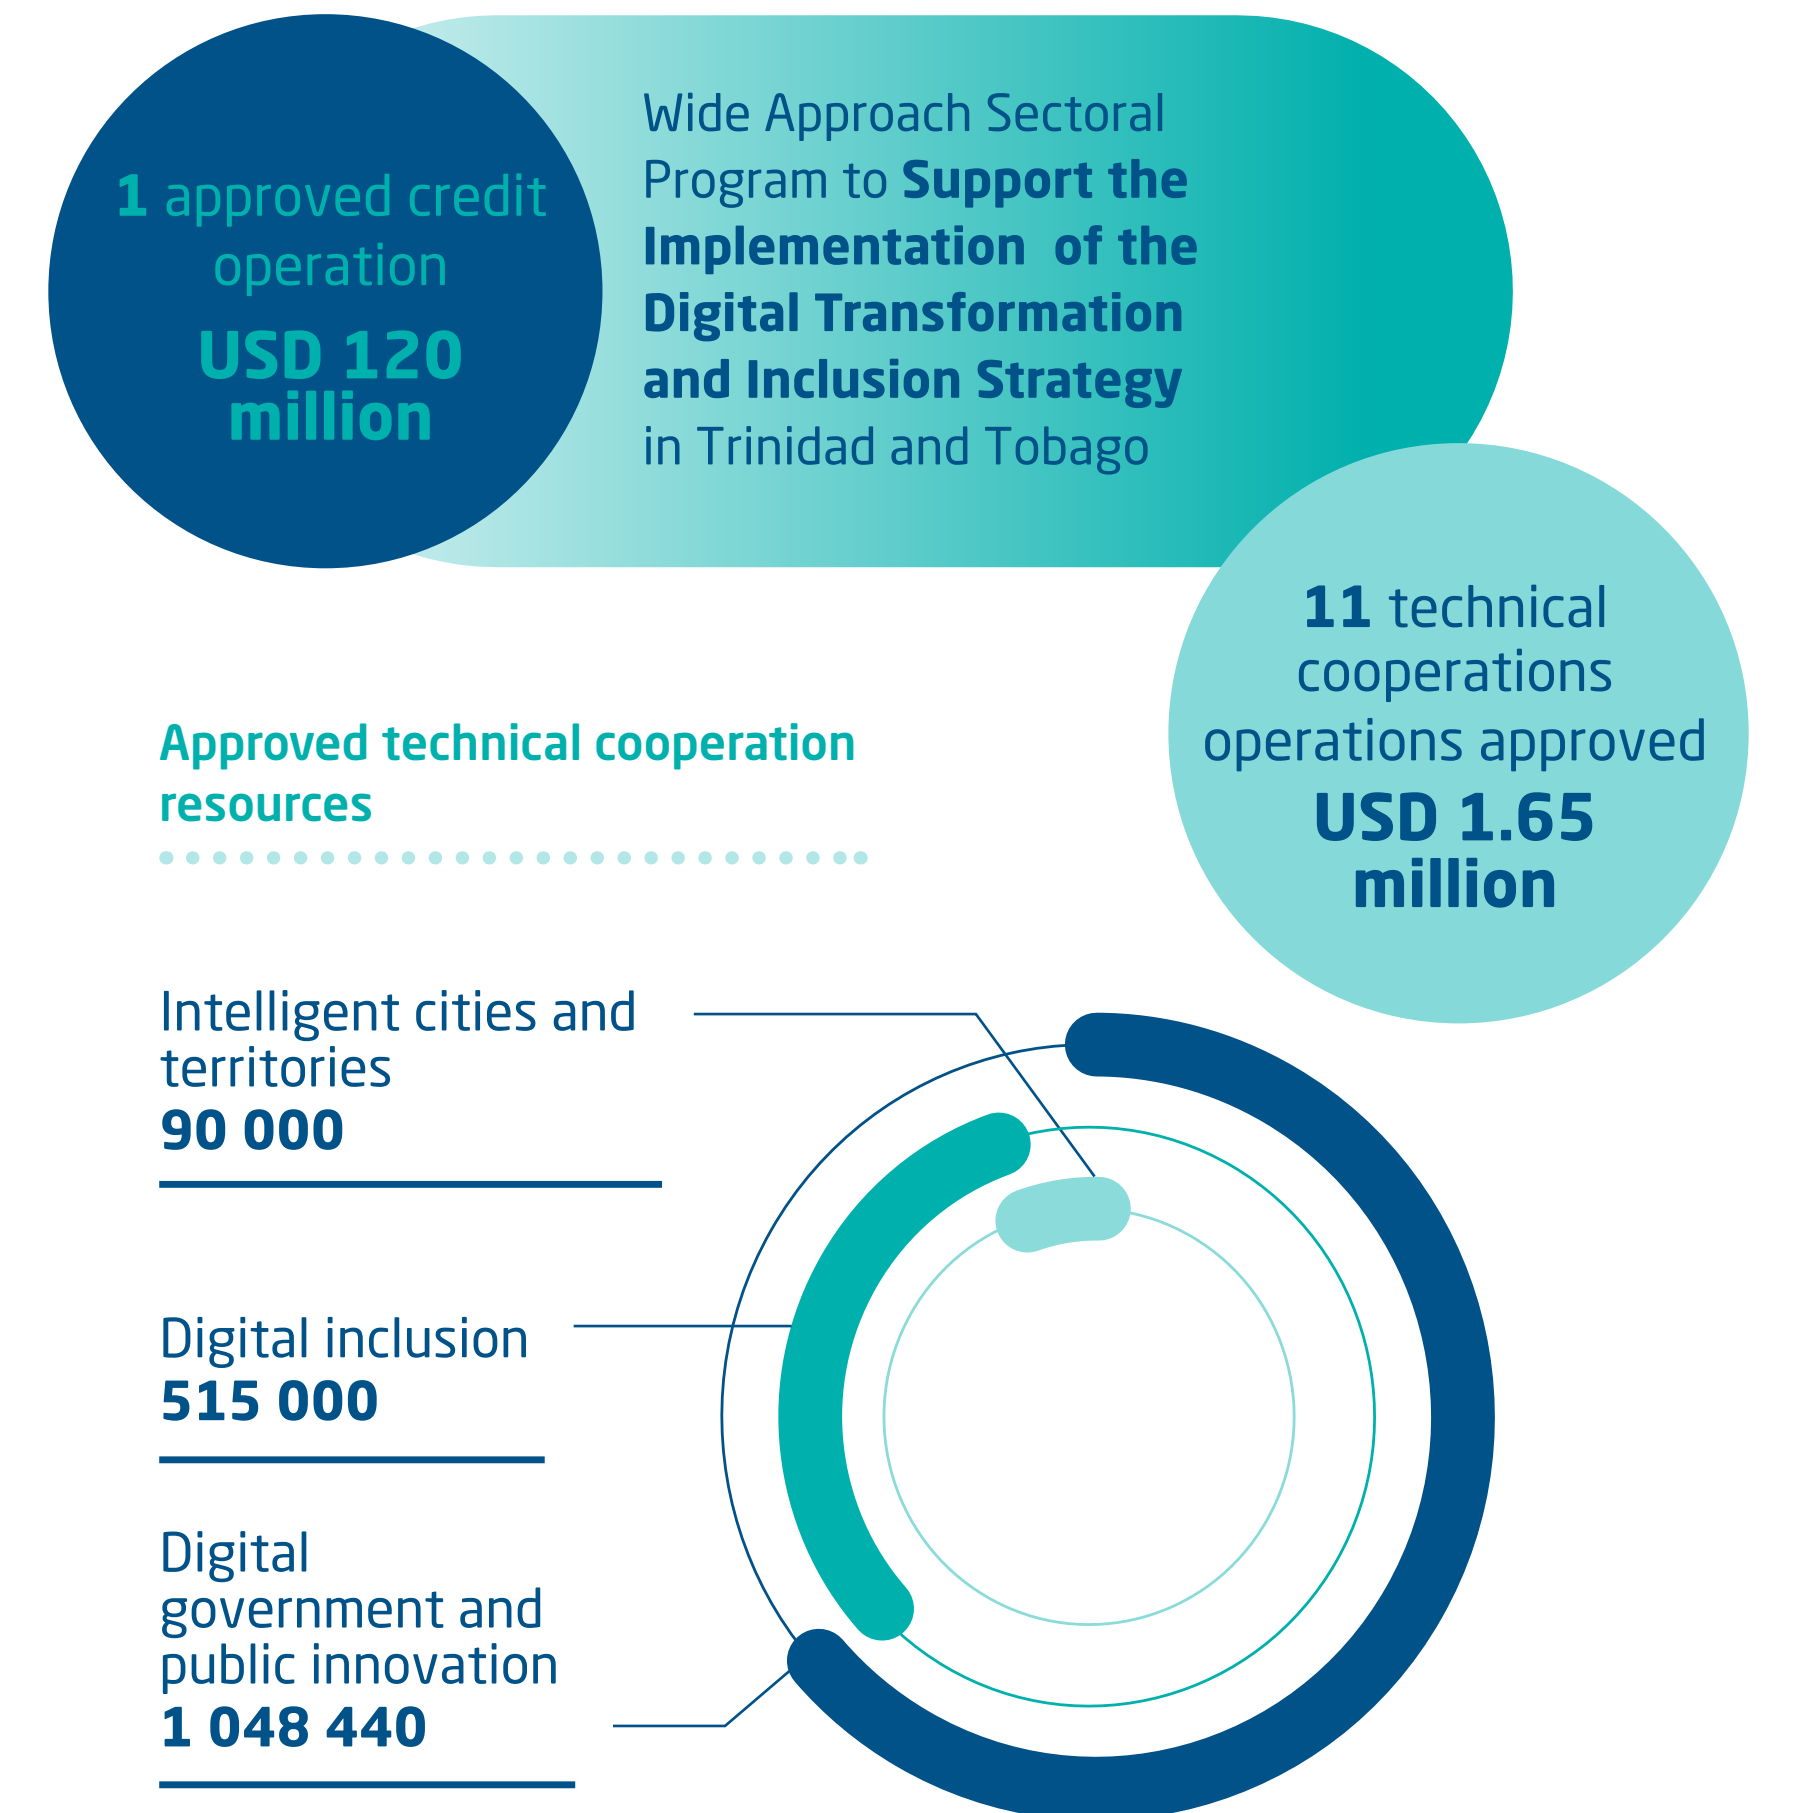 1 approved credit
operation
USD 120
million
Wide Approach Sectoral
Program to Support the
Implementation of the
Digital Transformation
and Inclusion Strategy
in Trinidad and Tobago
11 technical
cooperations
operations approved
USD 1.65
million
Approved technical cooperation
resources
Intelligent cities and
territories
90 000
Digital inclusion
515 000
Digital
government and
public innovation
1 048 440